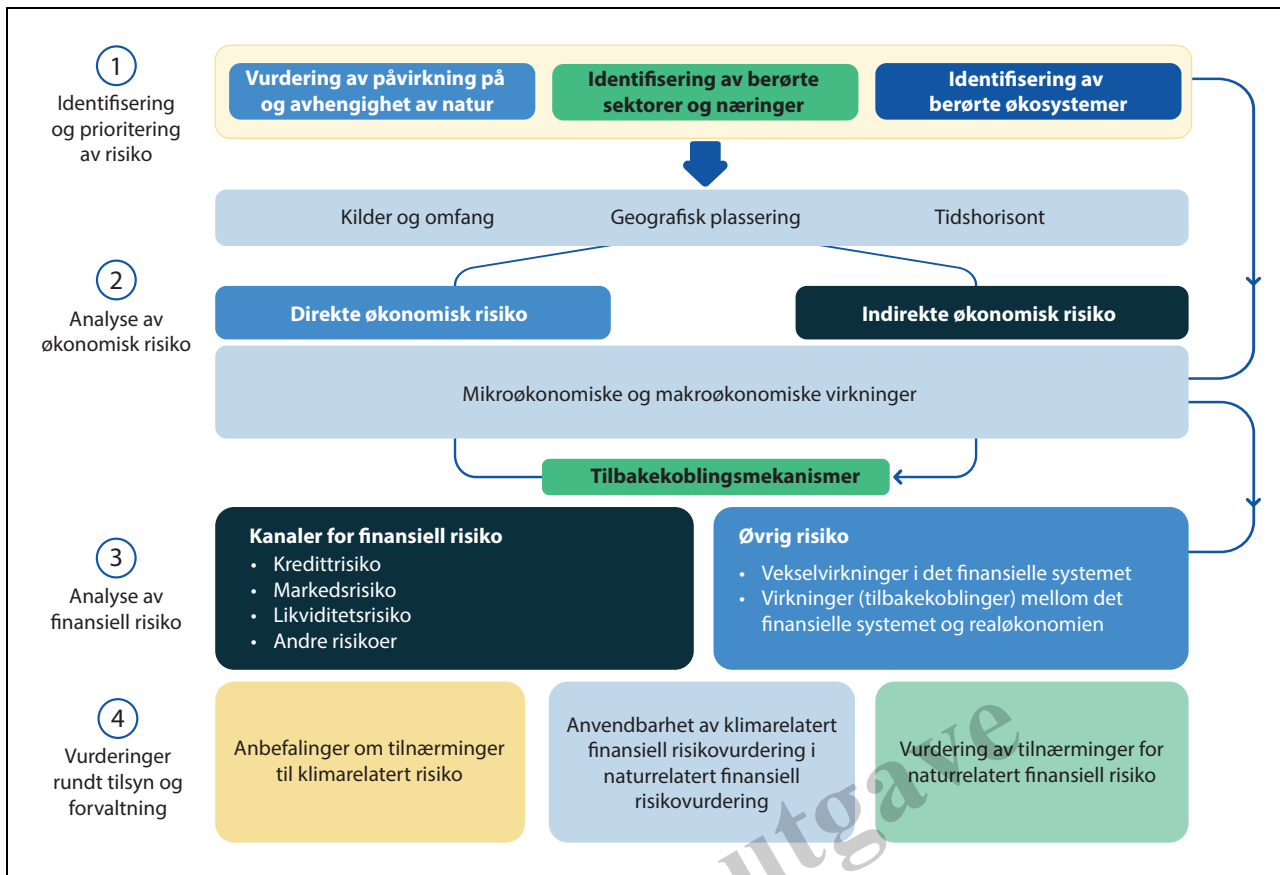 1
Identifisering
og prioritering
av risiko
Vurdering av påvirkning på
og avhengighet av natur
Identifisering av berørte
sektorer og næringer
Identifisering av
berørte økosystemer
Kilder og omfang
Geografisk plassering
Tidshorisont
2
Analyse av
økonomisk risiko
Direkte økonomisk risiko
Indirekte økonomisk risiko
Mikroøkonomiske og makroøkonomiske virkninger
Tilbakekoblingsmekanismer
3
Analyse av
finansiell risiko
Kanaler for finansiell risiko
• Kredittrisiko
• Markedsrisiko
• Likviditetsrisiko
• Andre risikoer
Øvrig risiko
• Vekselvirkninger i det finansielle systemet
• Virkninger (tilbakekoblinger) mellom det
finansielle systemet og realøkonomien
4
Vurderinger
rundt tilsyn og
forvaltning
Anbefalinger om tilnærminger
til klimarelatert risiko
Anvendbarhet av klimarelatert
finansiell risikovurdering i
naturrelatert finansiell
risikovurdering
Vurdering av tilnærminger for
naturrelatert finansiell risiko
utgave